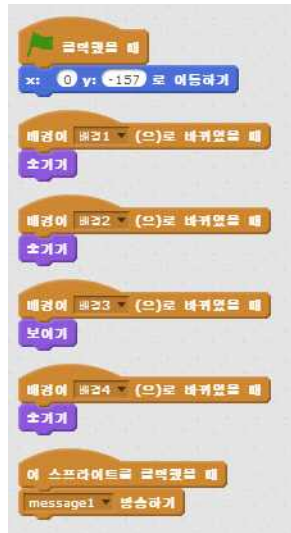 클릭했을 때
x: 0 y: -157 로 이동하기
배경이 배경1 (으)로 바뀌었을 때
숨기기
배경이 배경2 (으)로 바뀌었을 때
숨기기
배경이 배경3 (으)로 바뀌었을 때
보이기
배경이 배경4 (으)로 바뀌었을 때
숨기기
이 스프라이트를 클릭했을 때
message1 방송하기